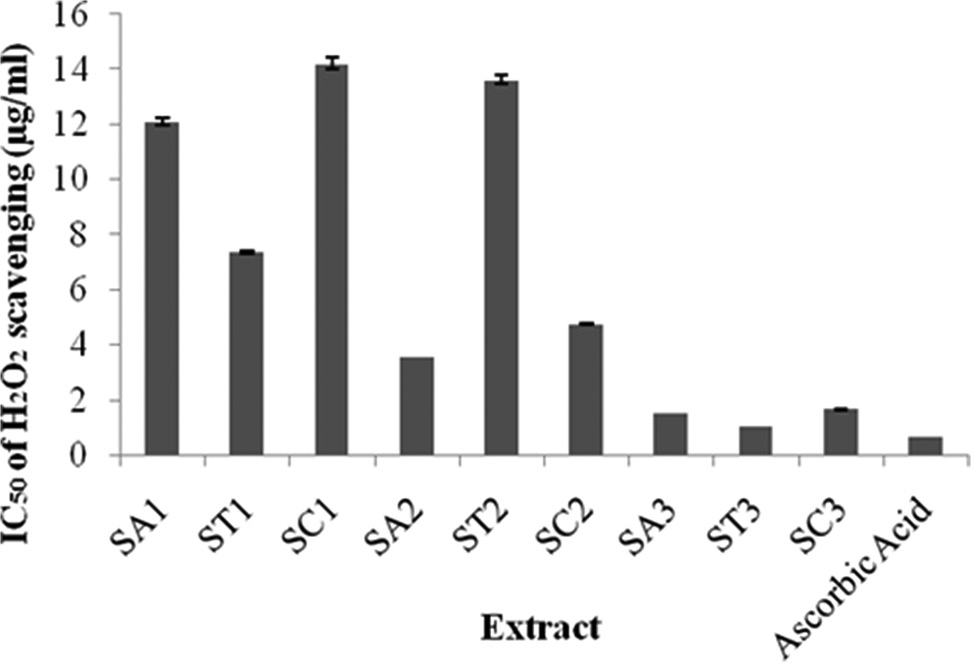 IC₅₀ of H₂O₂ scavenging (µg/ml)
16
14
12
10
8
6
4
2
0
SA1
ST1
SC1
SA2
ST2
SC2
SA3
ST3
SC3
Ascorbic Acid
Extract